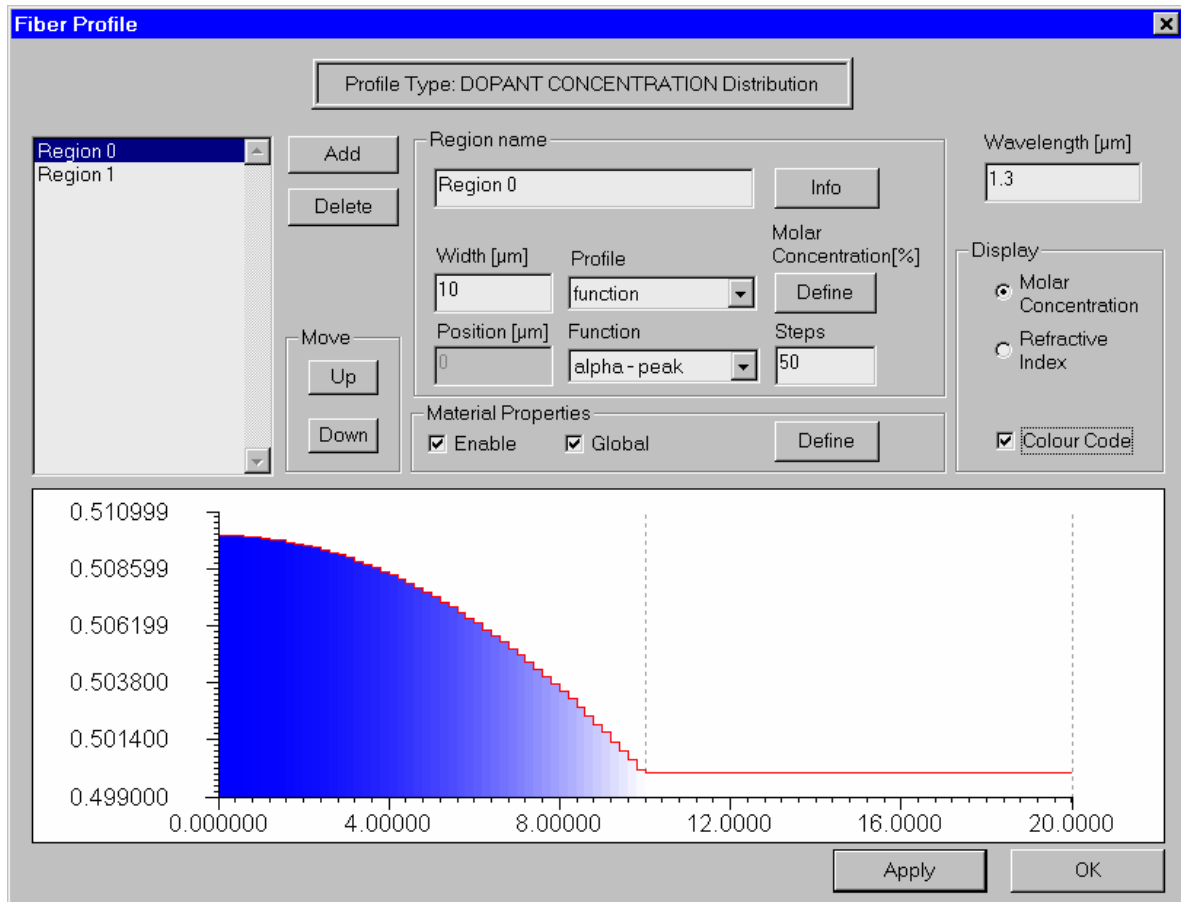 Fiber Profile
Profile Type: DOPANT CONCENTRATION Distribution
Region 0
Region 1
Add
Delete
Move
Up
Down
Region name
Region 0
Info
Width [µm]
Profile
Molar
Concentration[%]
10
function
Define
Position [µm]
Function
Steps
0
alpha - peak
50
Material Properties
Enable
Global
Define
Wavelength [µm]
1.3
Display
Molar
Concentration
Refractive
Index
Colour Code
0.510999
0.508599
0.506199
0.503800
0.501400
0.499000
0.000000 4.00000 8.00000 12.0000 16.0000 20.0000
Apply
OK